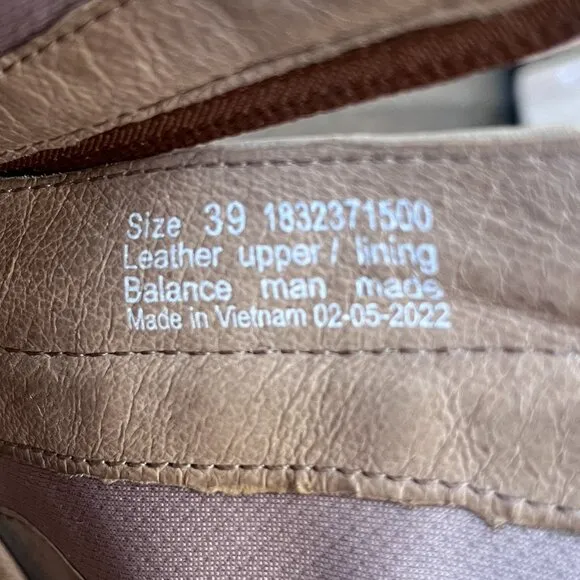 Size 39 1832371500
Leather upper / lining
Balance man made
Made in Vietnam 02-05-2022